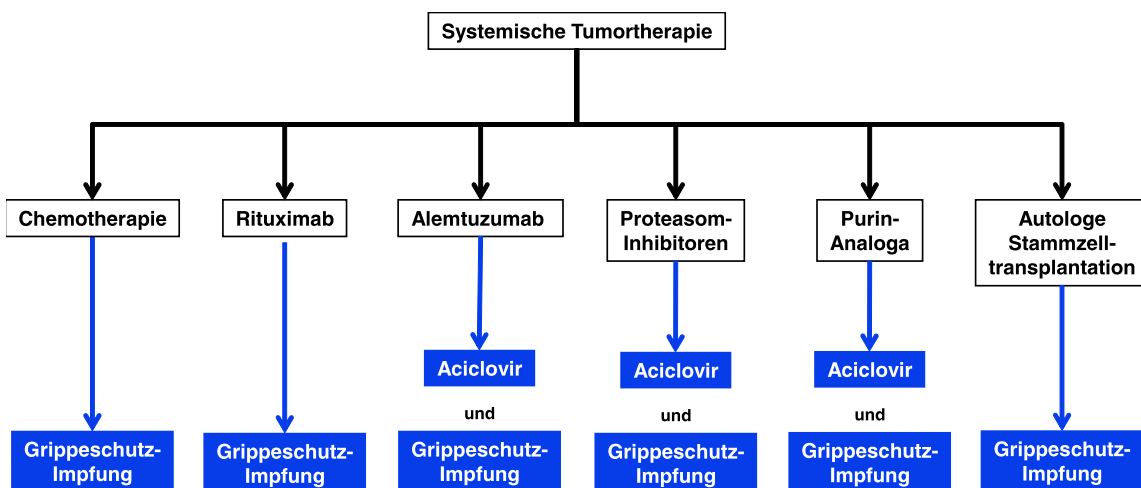 Systemische Tumortherapie
Chemotherapie
Rituximab
Alemtuzumab
Proteasom-
Inhibitoren
Purin-
Analoga
Autologe
Stammzell-
transplantation
Aciclovir
Aciclovir
Aciclovir
und
und
und
Grippeschutz-
Impfung
Grippeschutz-
Impfung
Grippeschutz-
Impfung
Grippeschutz-
Impfung
Grippeschutz-
Impfung
Grippeschutz-
Impfung